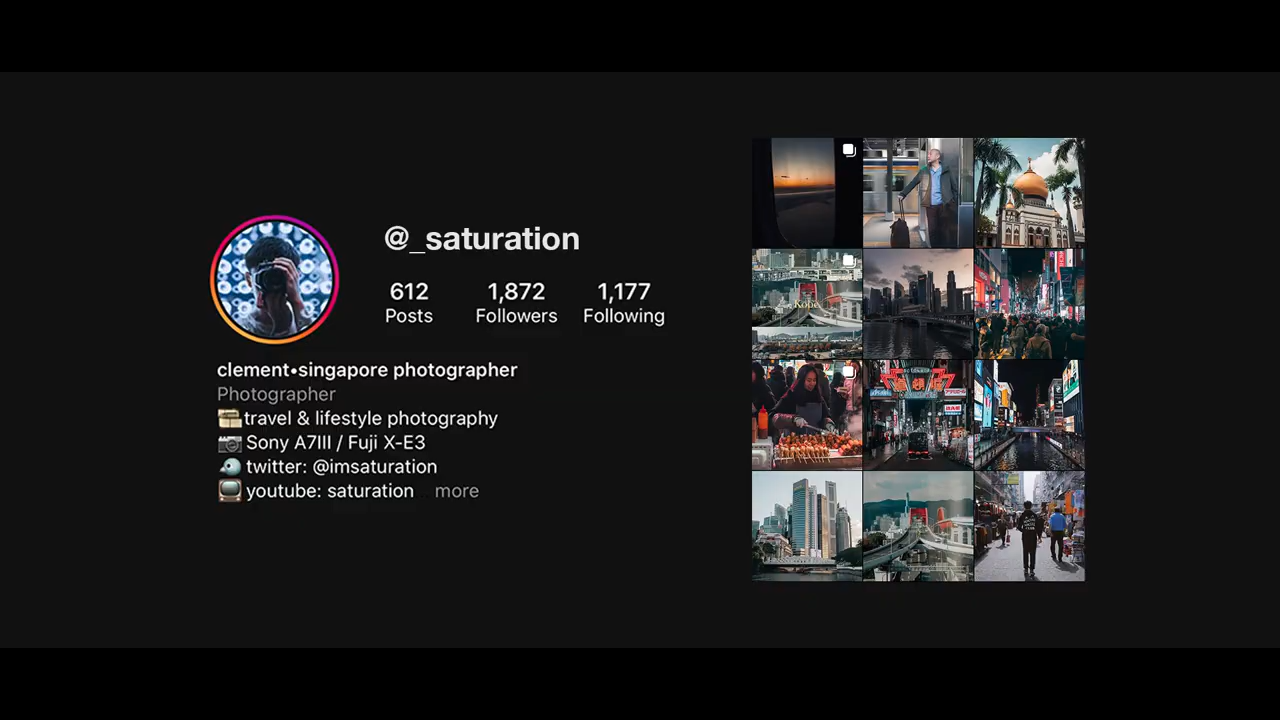 @_saturation
612 1,872 1,177
Posts Followers Following
clement•singapore photographer
Photographer
travel & lifestyle photography
Sony A7III / Fuji X-E3
twitter: @imsaturation
youtube: saturation more
Kobe